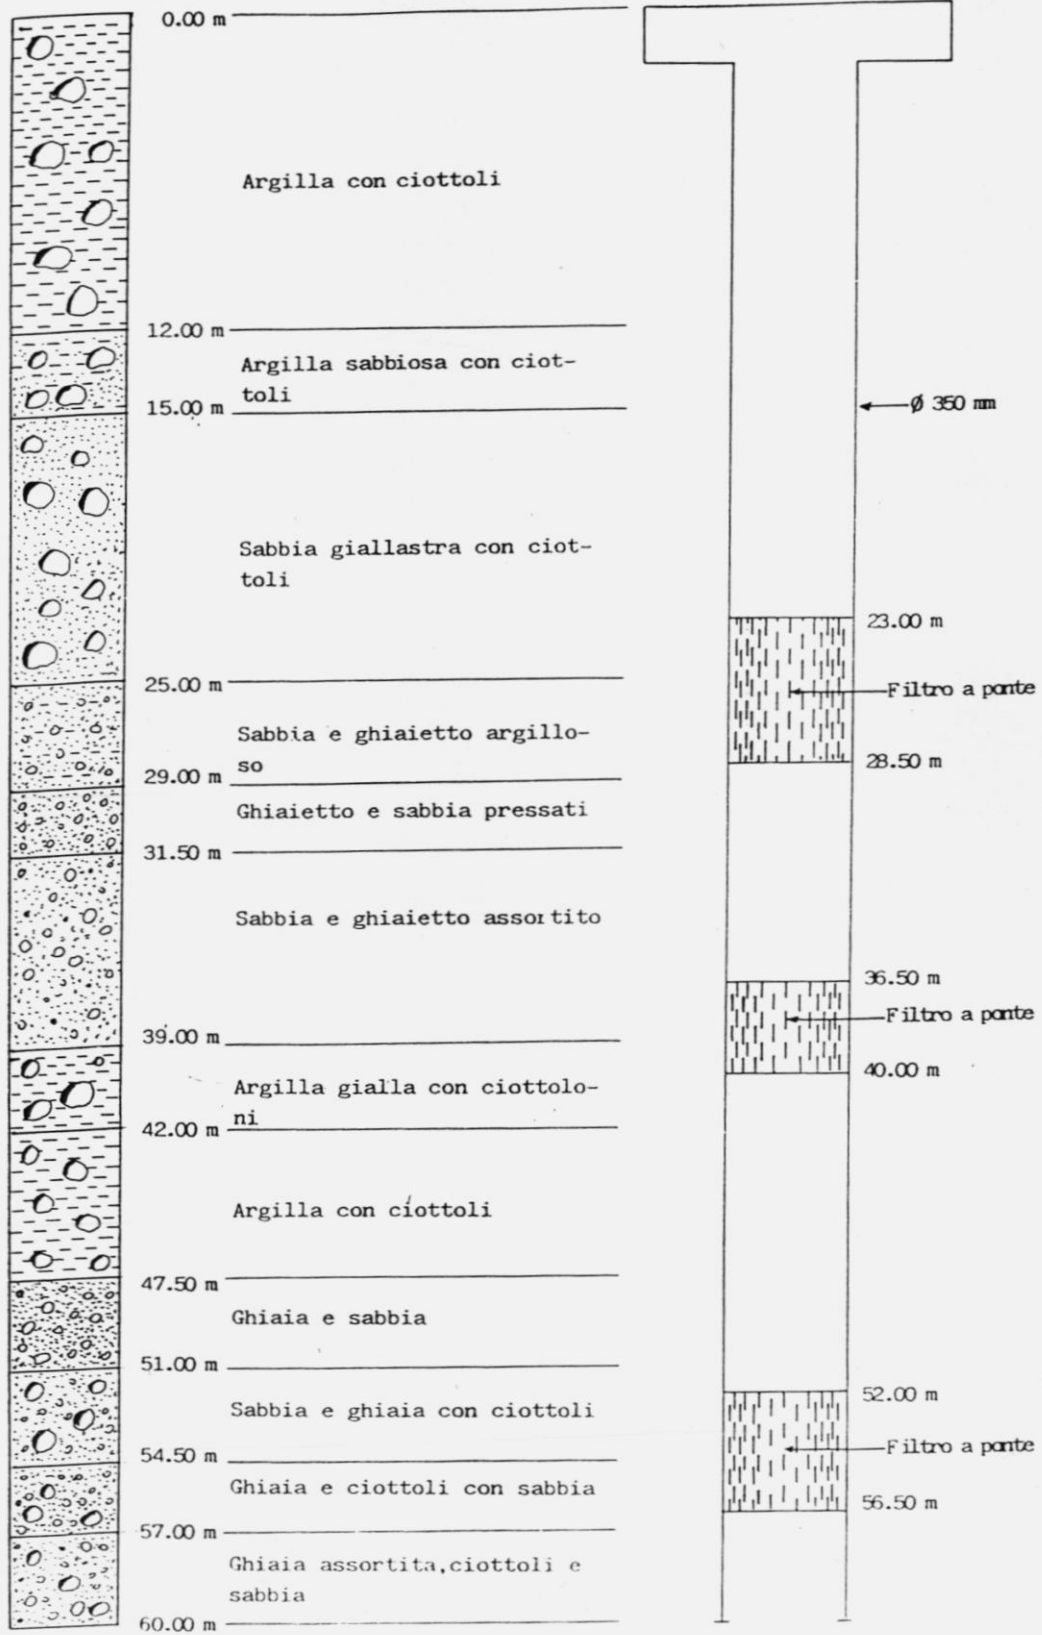 0.00 m
Argilla con ciottoli
12.00 m
Argilla sabbiosa con ciot-
toli
15.00 m
Ø 350 mm
Sabbia giallastra con ciot-
toli
23.00 m
25.00 m
Filtro a ponte
Sabbia e ghiaietto argillo-
so
28.50 m
29.00 m
Ghiaietto e sabbia pressati
31.50 m
Sabbia e ghiaietto assortito
36.50 m
Filtro a ponte
39.00 m
40.00 m
Argilla gialla con ciottolo-
ni
42.00 m
Argilla con ciottoli
47.50 m
Ghiaia e sabbia
51.00 m
52.00 m
Sabbia e ghiaia con ciottoli
Filtro a ponte
54.50 m
Ghiaia e ciottoli con sabbia
56.50 m
57.00 m
Ghiaia assortita,ciottoli e
sabbia
60.00 m